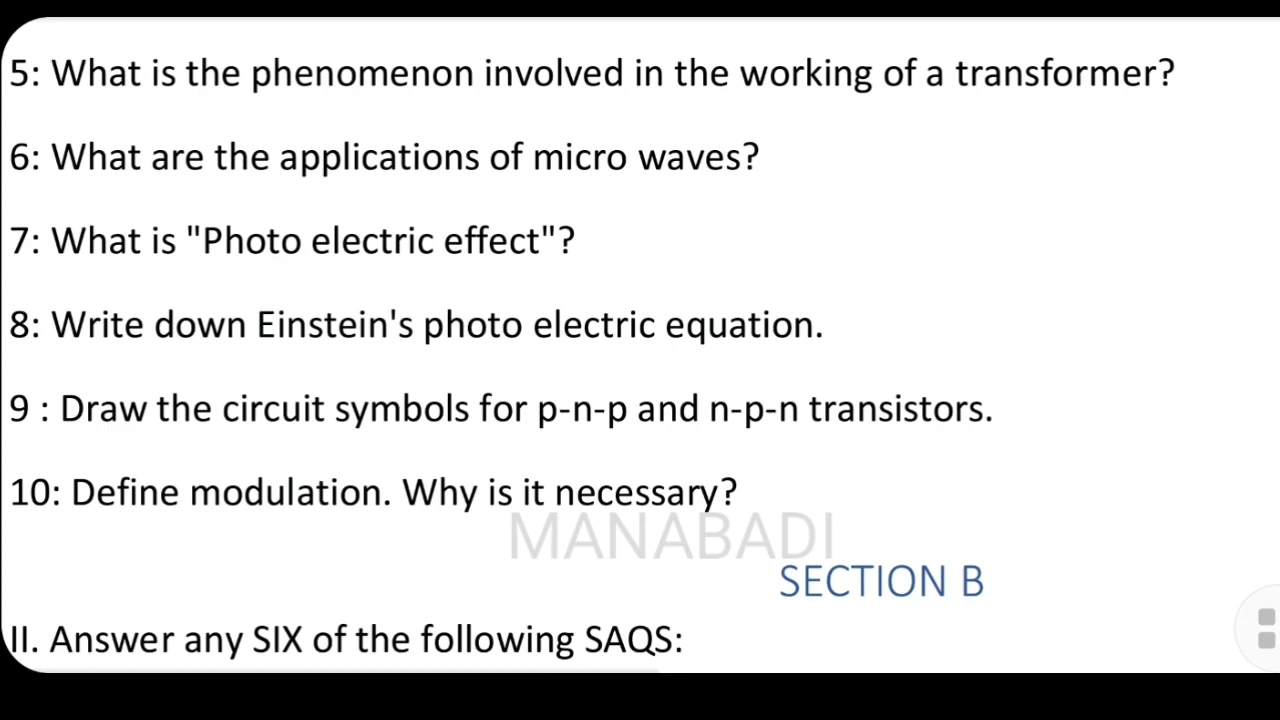 5: What is the phenomenon involved in the working of a transformer?
6: What are the applications of micro waves?
7: What is "Photo electric effect"?
8: Write down Einstein's photo electric equation.
9 : Draw the circuit symbols for p-n-p and n-p-n transistors.
10: Define modulation. Why is it necessary?
MANABADI
SECTION B
II. Answer any SIX of the following SAQS: